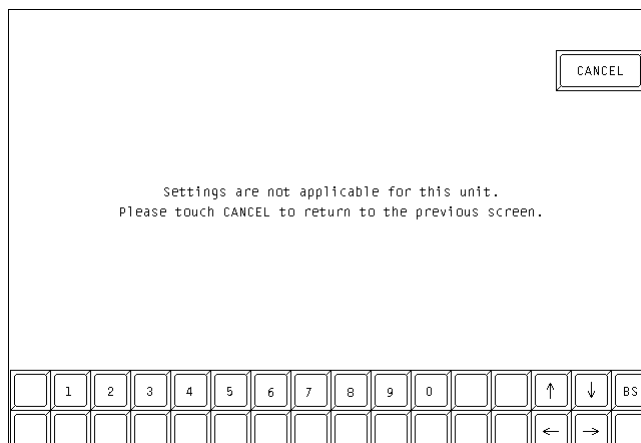 CANCEL
Settings are not applicable for this unit.
Please touch CANCEL to return to the previous screen.
1 2 3 4 5 6 7 8 9 0 ↑ ↓ BS
← →